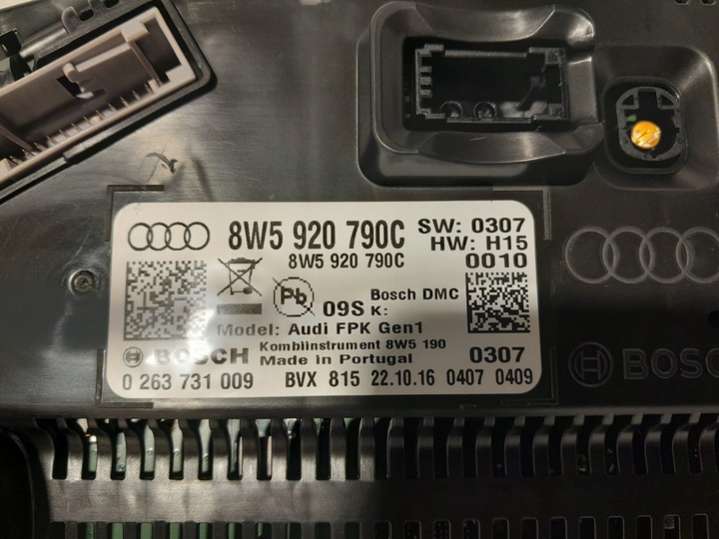 8W5 920 790C SW: 0307
8W5 920 790C HW: H15
0010
Pb 09S Bosch DMC
K:
Model: Audi FPK Gen1
BOSCH Kombiinstrument 8W5 190
Made in Portugal 0307
0 263 731 009 BVX 815 22.10.16 0407 0409
BOSC